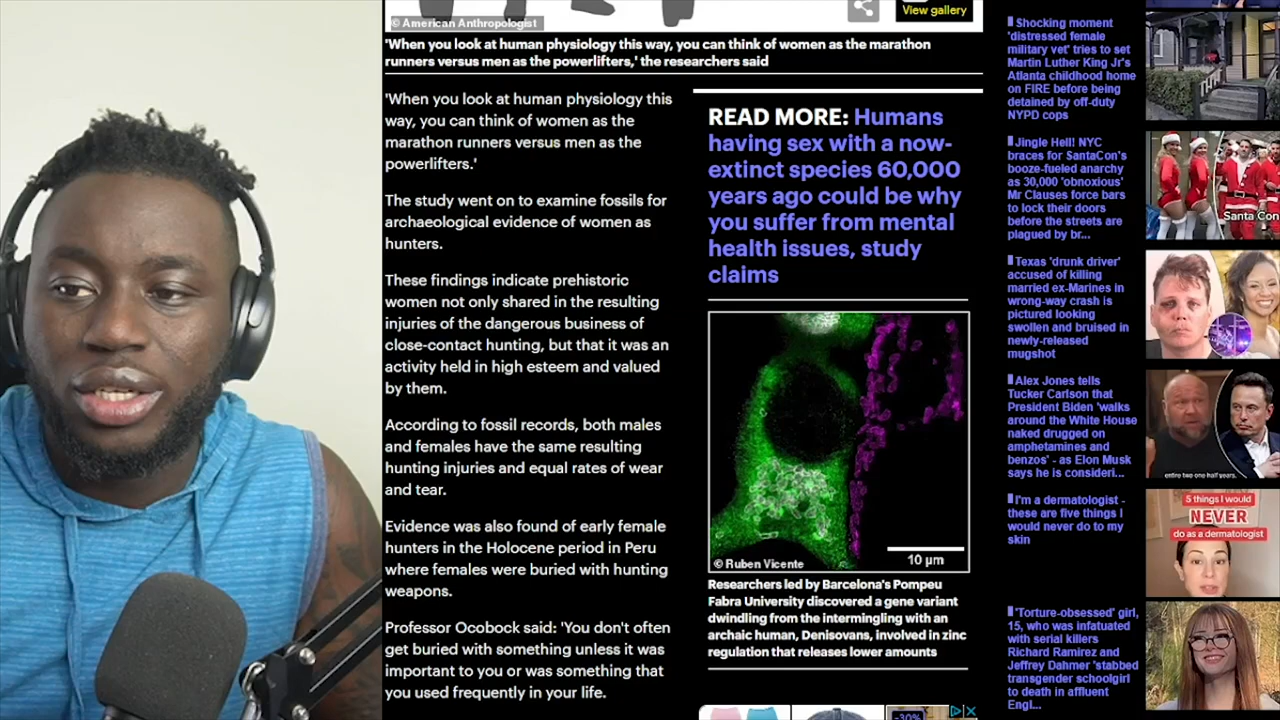 © American Anthropologist
View gallery
'When you look at human physiology this way, you can think of women as the marathon
runners versus men as the powerlifters,' the researchers said
'When you look at human physiology this
way, you can think of women as the
marathon runners versus men as the
powerlifters.'
The study went on to examine fossils for
archaeological evidence of women as
hunters.
These findings indicate prehistoric
women not only shared in the resulting
injuries of the dangerous business of
close-contact hunting, but that it was an
activity held in high esteem and valued
by them.
According to fossil records, both males
and females have the same resulting
hunting injuries and equal rates of wear
and tear.
Evidence was also found of early female
hunters in the Holocene period in Peru
where females were buried with hunting
weapons.
Professor Ocobock said: 'You don't often
get buried with something unless it was
important to you or was something that
you used frequently in your life.
READ MORE: Humans
having sex with a now-
extinct species 60,000
years ago could be why
you suffer from mental
health issues, study
claims
10 µm
© Ruben Vicente
Researchers led by Barcelona's Pompeu
Fabra University discovered a gene variant
dwindling from the intermingling with an
archaic human, Denisovans, involved in zinc
regulation that releases lower amounts
-30%
Shocking moment
'distressed female
military vet' tries to set
Martin Luther King Jr's
Atlanta childhood home
on FIRE before being
detained by off-duty
NYPD cops
Jingle Hell! NYC
braces for SantaCon's
booze-fueled anarchy
as 30,000 'obnoxious'
Mr Clauses force bars
to lock their doors
before the streets are
plagued by br...
Santa Con
Texas 'drunk driver'
accused of killing
married ex-Marines in
wrong-way crash is
pictured looking
swollen and bruised in
newly-released
mugshot
Alex Jones tells
Tucker Carlson that
President Biden 'walks
around the White House
naked drugged on
amphetamines and
benzos' - as Elon Musk
says he is consideri...
entire two one half years.
I'm a dermatologist -
these are five things I
would never do to my
skin
5 things I would
NEVER
do as a dermatologist
'Torture-obsessed' girl,
15, who was infatuated
with serial killers
Richard Ramirez and
Jeffrey Dahmer 'stabbed
transgender schoolgirl
to death in affluent
Engl...